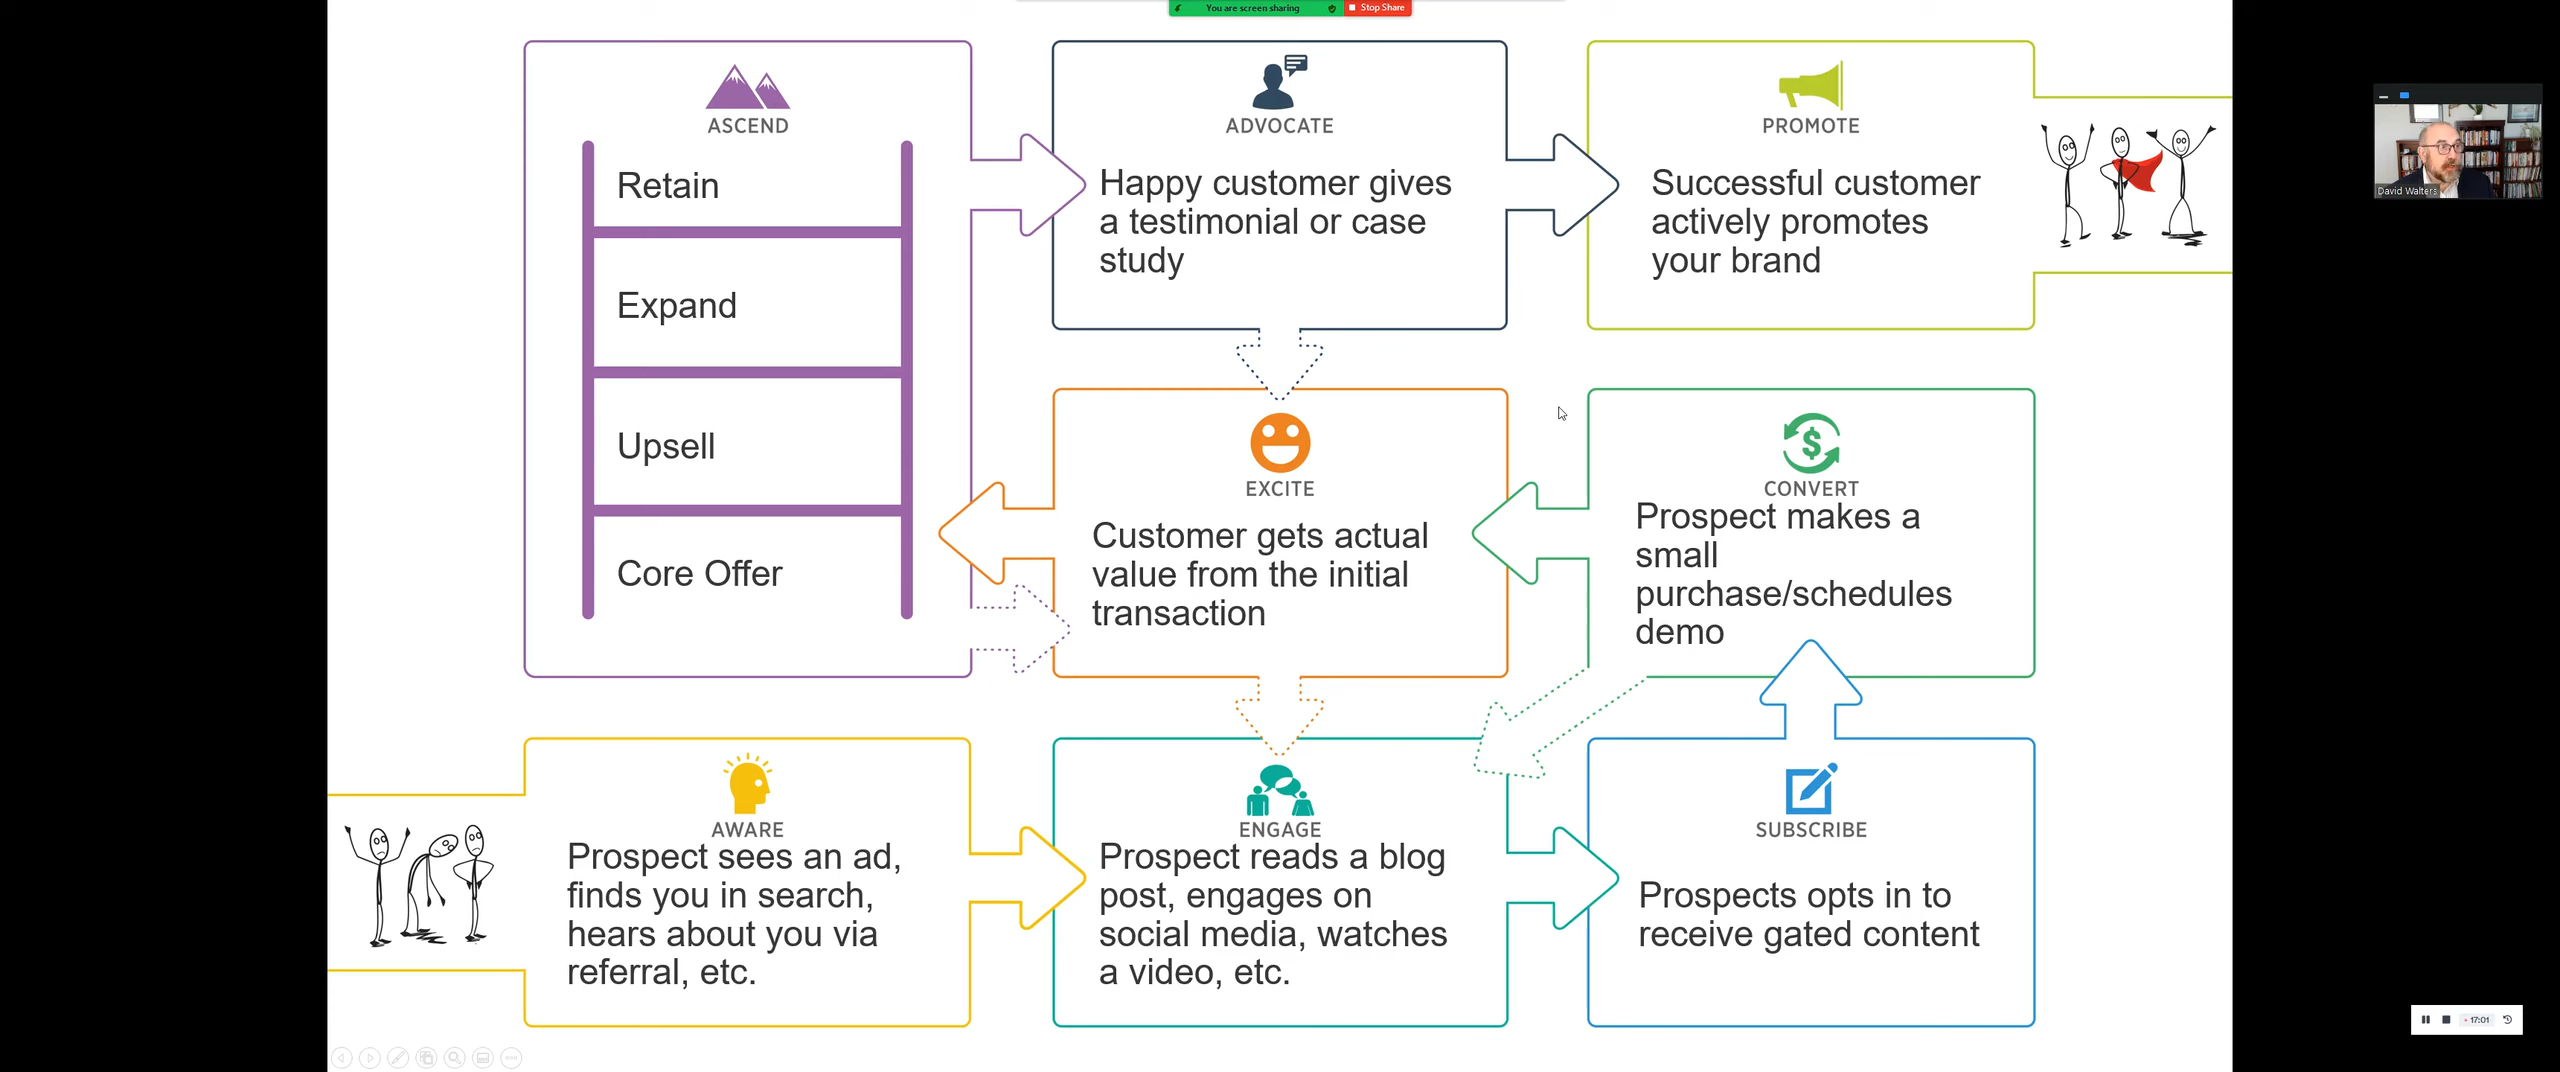 You are screen sharing
Stop Share
ASCEND
Retain
Expand
Upsell
Core Offer
ADVOCATE
Happy customer gives
a testimonial or case
study
PROMOTE
Successful customer
actively promotes
your brand
David Walters
EXCITE
Customer gets actual
value from the initial
transaction
CONVERT
Prospect makes a
small
purchase/schedules
demo
AWARE
Prospect sees an ad,
finds you in search,
hears about you via
referral, etc.
ENGAGE
Prospect reads a blog
post, engages on
social media, watches
a video, etc.
SUBSCRIBE
Prospects opts in to
receive gated content
17:01